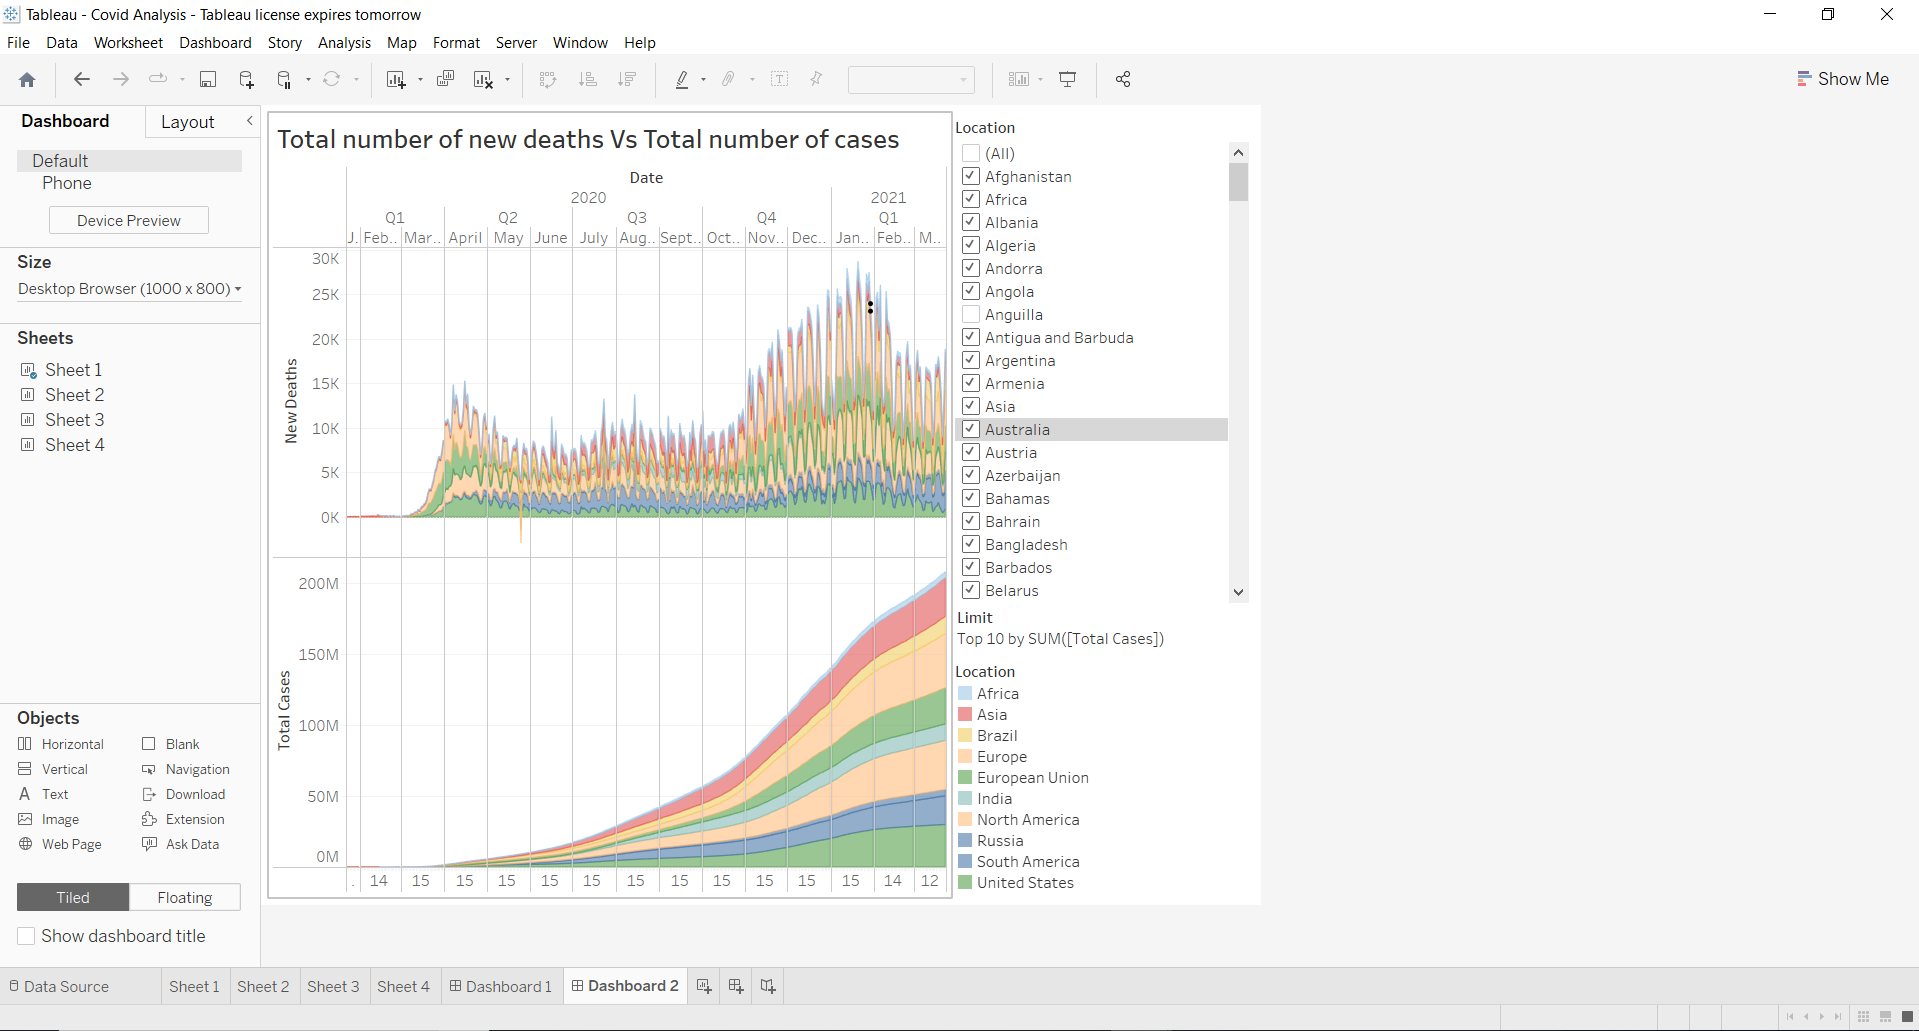 Tableau - Covid Analysis - Tableau license expires tomorrow
File Data Worksheet Dashboard Story Analysis Map Format Server Window Help
Show Me
Dashboard Layout
Default
Phone
Device Preview
Size
Desktop Browser (1000 x 800)
Sheets
Sheet 1
Sheet 2
Sheet 3
Sheet 4
Objects
Horizontal Blank
Vertical Navigation
Text Download
Image Extension
Web Page Ask Data
Tiled Floating
Show dashboard title
Total number of new deaths Vs Total number of cases
Date
2020 2021
Q1 Q2 Q3 Q4 Q1
J. Feb.. Mar.. April May June July Aug.. Sept.. Oct.. Nov.. Dec.. Jan.. Feb.. M..
New Deaths
30K
25K
20K
15K
10K
5K
0K
Total Cases
200M
150M
100M
50M
0M
. 14 15 15 15 15 15 15 15 15 15 15 15 14 12
Location
(All)
Afghanistan
Africa
Albania
Algeria
Andorra
Angola
Anguilla
Antigua and Barbuda
Argentina
Armenia
Asia
Australia
Austria
Azerbaijan
Bahamas
Bahrain
Bangladesh
Barbados
Belarus
Limit
Top 10 by SUM([Total Cases])
Location
Africa
Asia
Brazil
Europe
European Union
India
North America
Russia
South America
United States
Data Source Sheet 1 Sheet 2 Sheet 3 Sheet 4 Dashboard 1 Dashboard 2